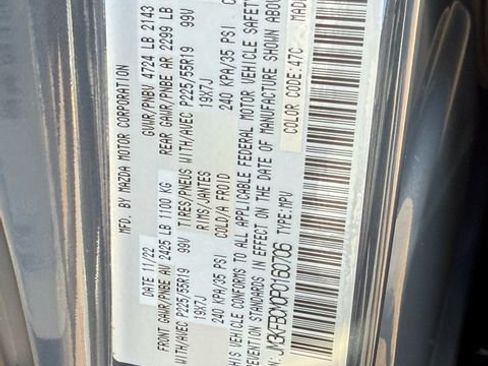 MFD. BY MAZDA MOTOR CORPORATION
DATE 11/22 GVWR/PNBV 4724 LB 2143
FRONT GAWR/PNBE AV 2425 LB 1100 KG REAR GAWR/PNBE AR 2299 LB
WITH/AVEC P225/55R19 99V TIRES/PNEUS WITH/AVEC P225/55R19 99V
19X7J RIMS/JANTES 19X7J
240 KPA/35 PSI COLD/A FROID 240 KPA/35 PSI
THIS VEHICLE CONFORMS TO ALL APPLICABLE FEDERAL MOTOR VEHICLE SAFETY
EVENTION STANDARDS IN EFFECT ON THE DATE OF MANUFACTURE SHOWN ABOV
TYPE: MPV COLOR CODE: 47C MAD